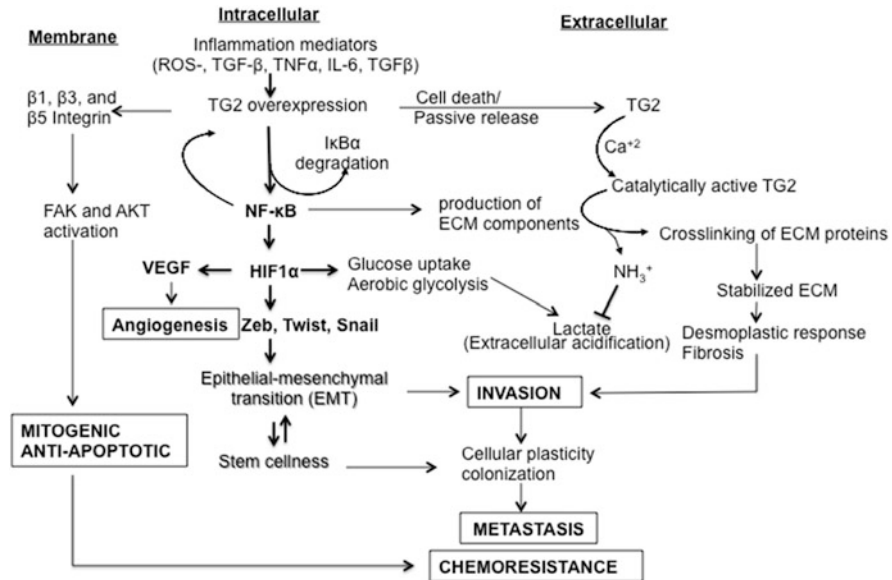 Membrane
Intracellular
Extracellular
Inflammation mediators
(ROS-, TGF-β, TNFα, IL-6, TGFβ)
β1, β3, and
β5 Integrin
TG2 overexpression
Cell death/
Passive release
TG2
Ca+2
IκBα
degradation
Catalytically active TG2
FAK and AKT
activation
NF-κB
production of
ECM components
Crosslinking of ECM proteins
VEGF
HIF1α
Glucose uptake
Aerobic glycolysis
NH3+
Stabilized ECM
Angiogenesis
Zeb, Twist, Snail
Lactate
(Extracellular acidification)
Desmoplastic response
Fibrosis
Epithelial-mesenchymal
transition (EMT)
INVASION
MITOGENIC
ANTI-APOPTOTIC
Stem cellness
Cellular plasticity
colonization
METASTASIS
CHEMORESISTANCE